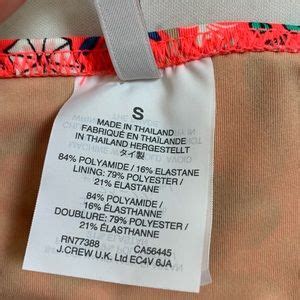 S
MADE IN THAILAND
FABRIQUÉ EN THAÏLANDE
IN THAILAND HERGESTELLT
タイ製
84% POLYAMIDE / 16% ELASTANE
LINING: 79% POLYESTER /
21% ELASTANE
84% POLYAMIDE /
16% ÉLASTHANNE
DOUBLURE: 79% POLYESTER /
21% ÉLASTHANNE
RN77388 CA56445
J.CREW U.K. Ltd EC4V 6JA